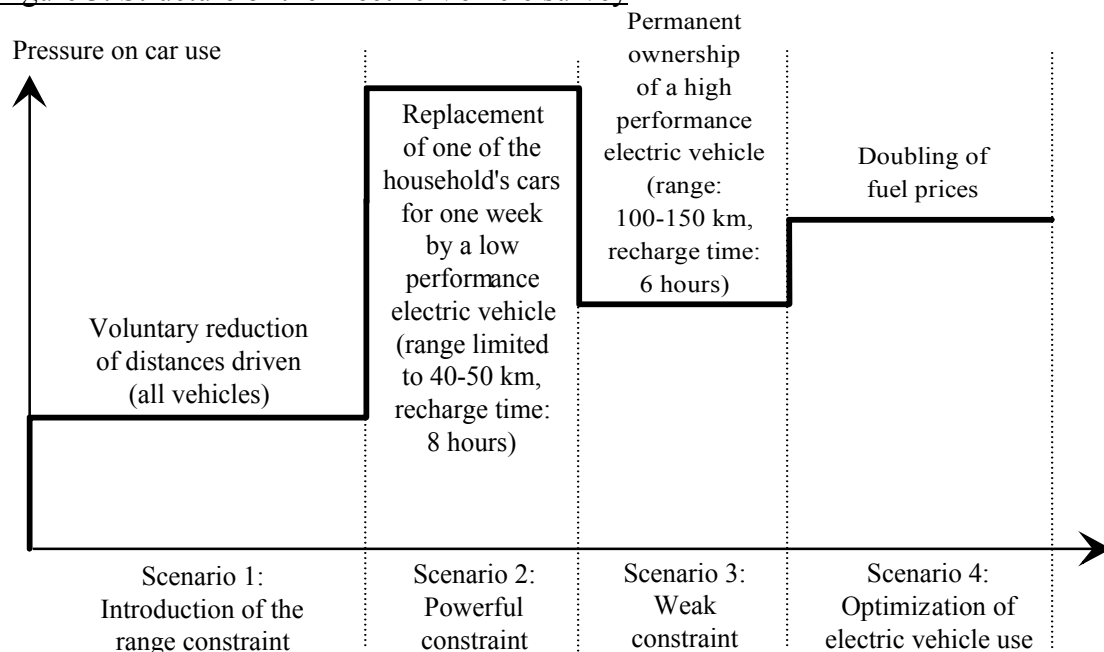 Structure of the Electric Vehicle survey
Pressure on car use
Voluntary reduction
of distances driven
(all vehicles)
Replacement
of one of the
household's cars
for one week
by a low
performance
electric vehicle
(range limited
to 40-50 km,
recharge time:
8 hours)
Permanent
ownership
of a high
performance
electric vehicle
(range:
100-150 km,
recharge time:
6 hours)
Doubling of
fuel prices
Scenario 1:
Introduction of the
range constraint
Scenario 2:
Powerful
constraint
Scenario 3:
Weak
constraint
Scenario 4:
Optimization of
electric vehicle use